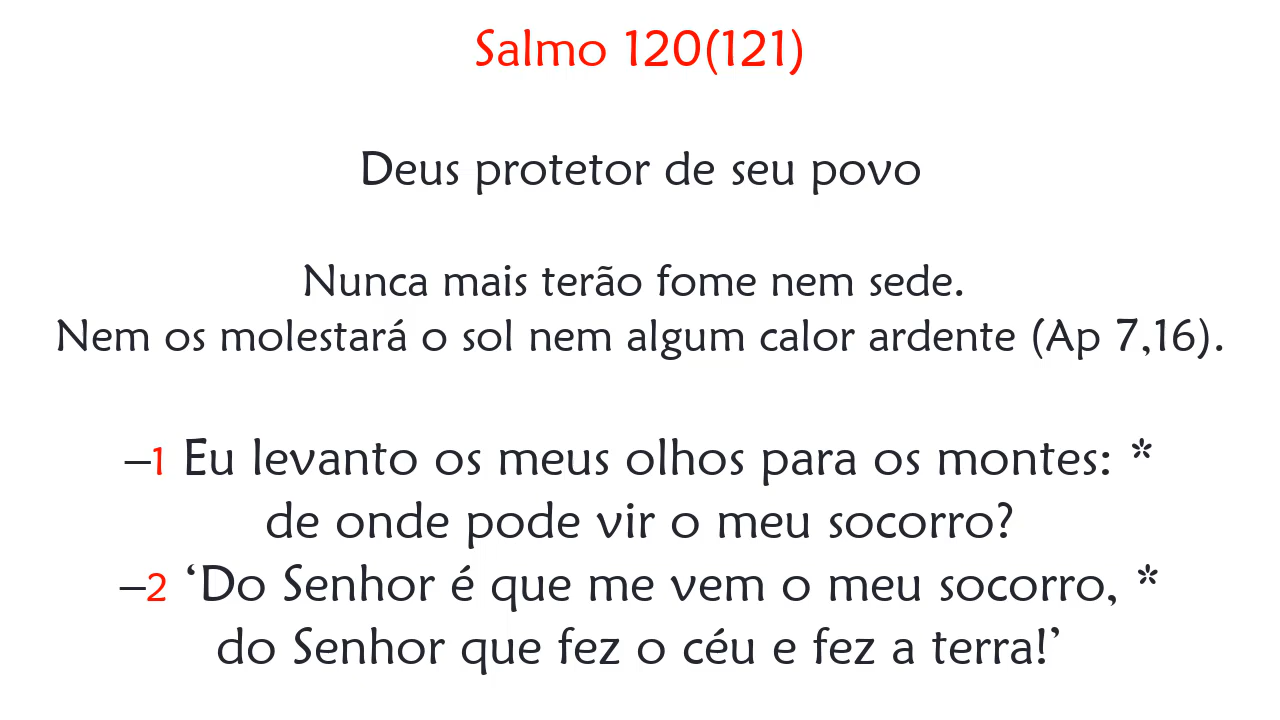 Salmo 120(121)
Deus protetor de seu povo
Nunca mais terão fome nem sede.
Nem os molestará o sol nem algum calor ardente (Ap 7,16).
–1 Eu levanto os meus olhos para os montes: *
de onde pode vir o meu socorro?
–2 ‘Do Senhor é que me vem o meu socorro, *
do Senhor que fez o céu e fez a terra!’